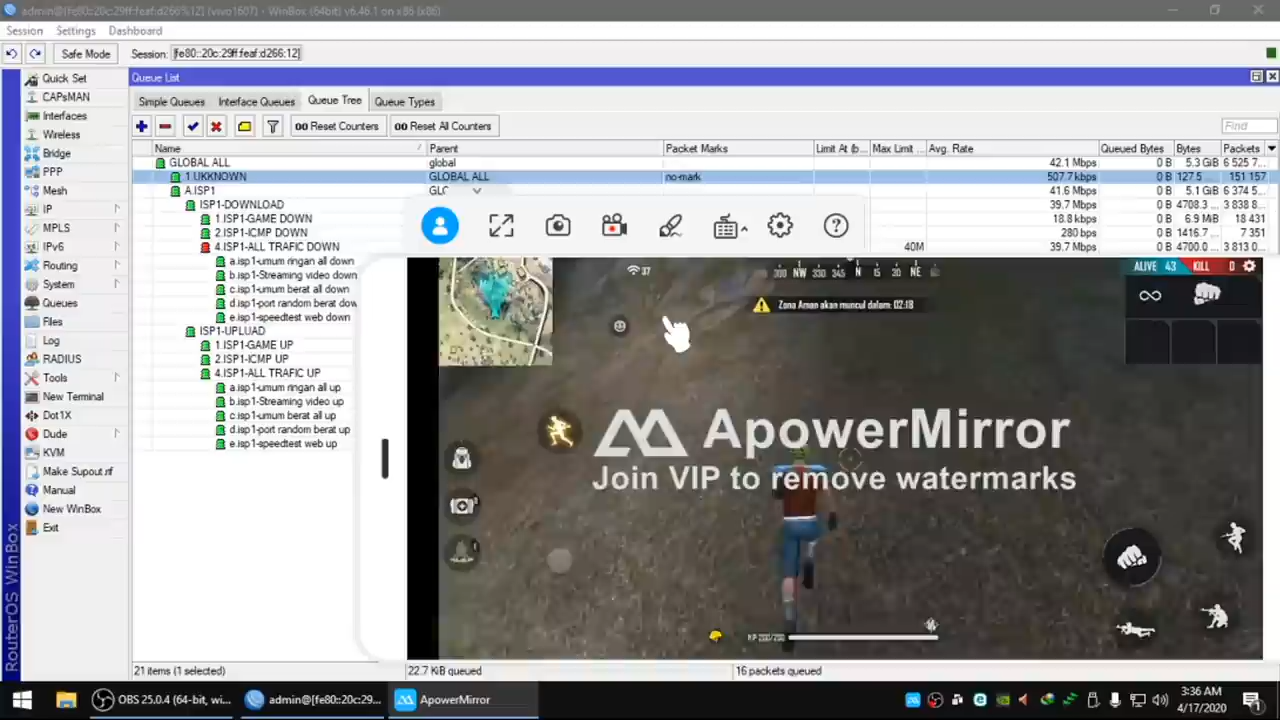 admin@[fe80::20c:29ff:feaf:d266%12] (vivo1607) - WinBox (64bit) v6.46.1 on x86 (x86)
Session Settings Dashboard
Safe Mode Session: [fe80::20c:29ff:feaf:d266:12]
Queue List
Simple Queues Interface Queues Queue Tree Queue Types
00 Reset Counters 00 Reset All Counters Find
Name Parent Packet Marks Limit At (b... Max Limit ... Avg. Rate Queued Bytes Bytes Packets
GLOBAL ALL global 42.1 Mbps 0 B 5.3 GiB 6 525 7...
1.UKKNOWN GLOBAL ALL no-mark 507.7 kbps 0 B 127.5 ... 151 157
A.ISP1 GLC 41.6 Mbps 0 B 5.1 GiB 6 374 5...
ISP1-DOWNLOAD 39.7 Mbps 0 B 4708.3 ... 3 838 8...
1.ISP1-GAME DOWN 18.8 kbps 0 B 6.9 MiB 18 431
2.ISP1-ICMP DOWN 280 bps 0 B 1416.7... 7 351
4.ISP1-ALL TRAFIC DOWN 40M 39.7 Mbps 0 B 4700.0 ... 3 813 0...
a.isp1-umum ringan all down
b.isp1-Streaming video down
c.isp1-umum berat all down
d.isp1-port random berat dow
e.isp1-speedtest web down
ISP1-UPLUAD
1.ISP1-GAME UP
2.ISP1-ICMP UP
4.ISP1-ALL TRAFIC UP
a.isp1-umum ringan all up
b.isp1-Streaming video up
c.isp1-umum berat all up
d.isp1-port random berat up
e.isp1-speedtest web up
Quick Set
CAPsMAN
Interfaces
Wireless
Bridge
PPP
Mesh
IP
MPLS
IPv6
Routing
System
Queues
Files
Log
RADIUS
Tools
New Terminal
Dot1X
Dude
KVM
Make Supout.rif
Manual
New WinBox
Exit
RouterOS WinBox
37
300 NW 330 345 N 15 30 NE
ALIVE 43 KILL 0
Zona Aman akan muncul dalam: 02:18
ApowerMirror
Join VIP to remove watermarks
HP 200/200
21 items (1 selected) 22.7 KiB queued 16 packets queued
OBS 25.0.4 (64-bit, wi... admin@[fe80::20c:29... ApowerMirror
3:36 AM
4/17/2020